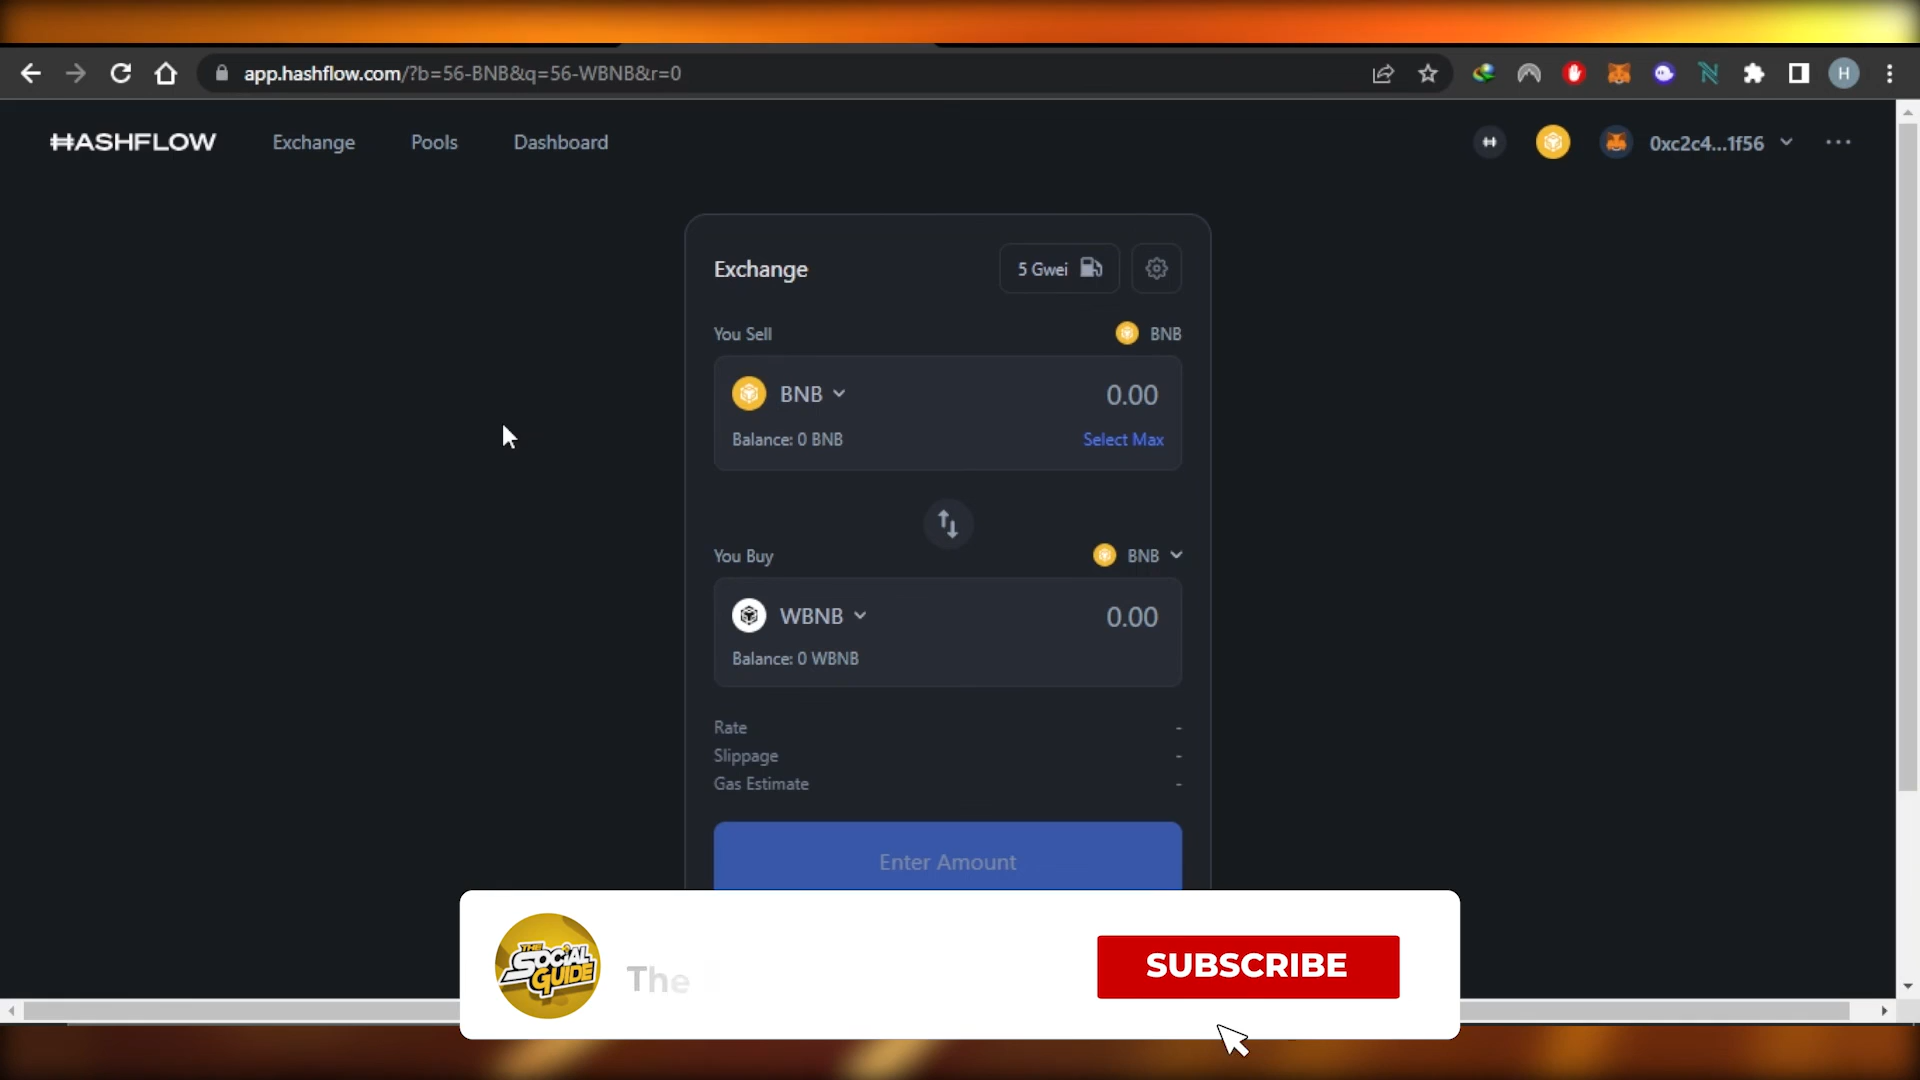 app.hashflow.com/?b=56-BNB&q=56-WBNB&r=0
H
HASHFLOW
Exchange
Pools
Dashboard
0xc2c4...1f56
Exchange
5 Gwei
You Sell
BNB
BNB
0.00
Balance: 0 BNB
Select Max
You Buy
BNB
WBNB
0.00
Balance: 0 WBNB
Rate -
Slippage -
Gas Estimate -
Enter Amount
THE SOCIAL GUIDE
The
SUBSCRIBE